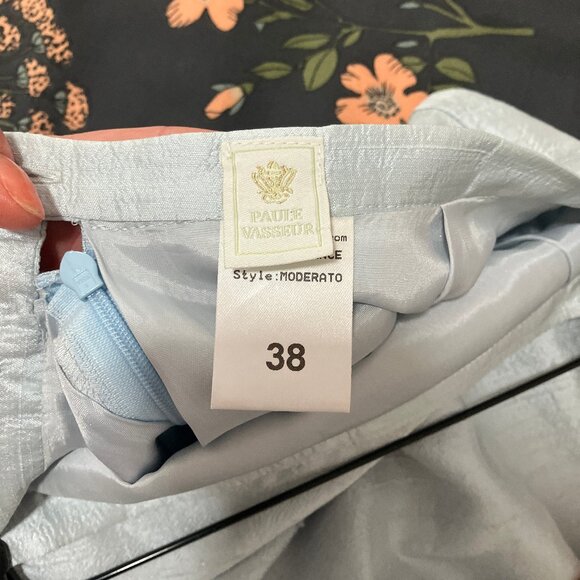 PAULE
VASSEUR
Style:MODERATO
38